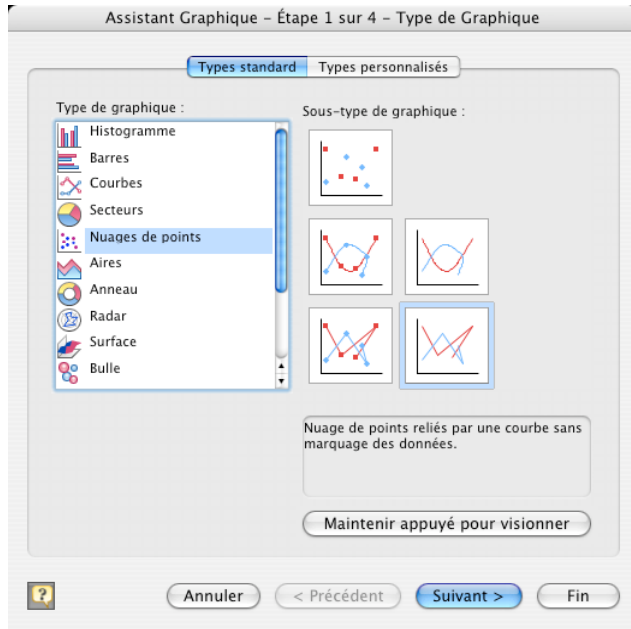 Assistant Graphique – Étape 1 sur 4 – Type de Graphique
Types standard
Types personnalisés
Type de graphique :
Histogramme
Barres
Courbes
Secteurs
Nuages de points
Aires
Anneau
Radar
Surface
Bulle
Sous-type de graphique :
Nuage de points reliés par une courbe sans
marquage des données.
Maintenir appuyé pour visionner
?
Annuler
< Précédent
Suivant >
Fin